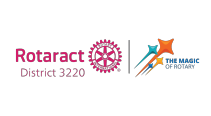 Rotaract
District 3220
THE MAGIC
OF ROTARY